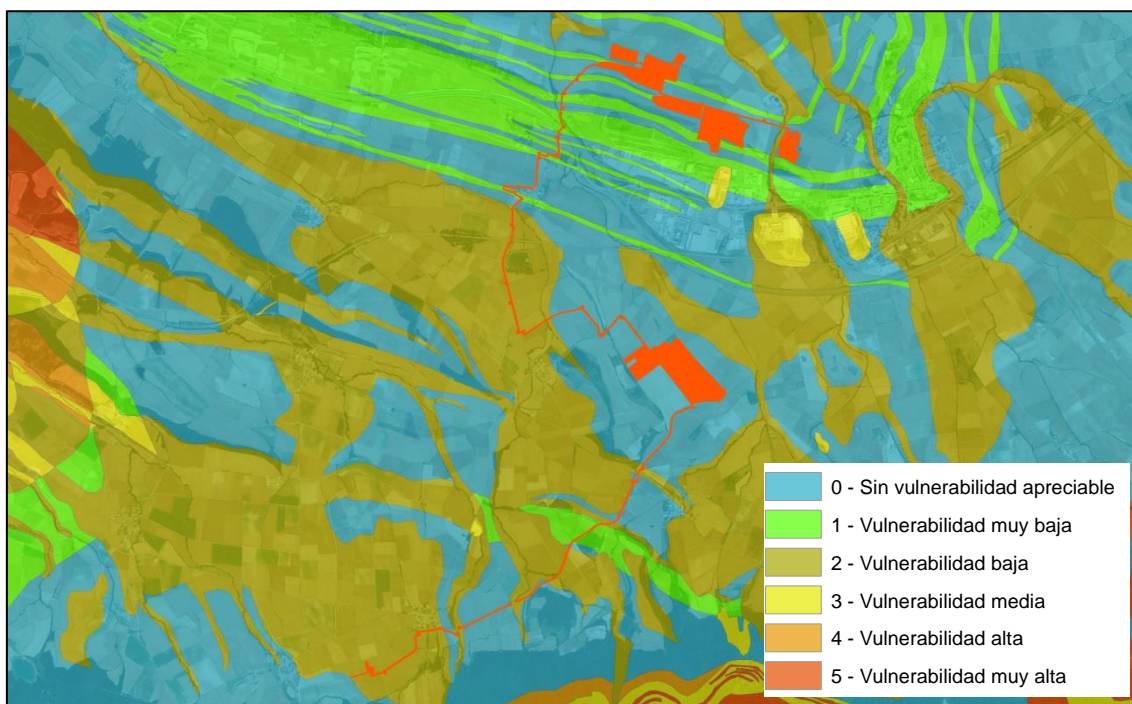 0 - Sin vulnerabilidad apreciable
1 - Vulnerabilidad muy baja
2 - Vulnerabilidad baja
3 - Vulnerabilidad media
4 - Vulnerabilidad alta
5 - Vulnerabilidad muy alta